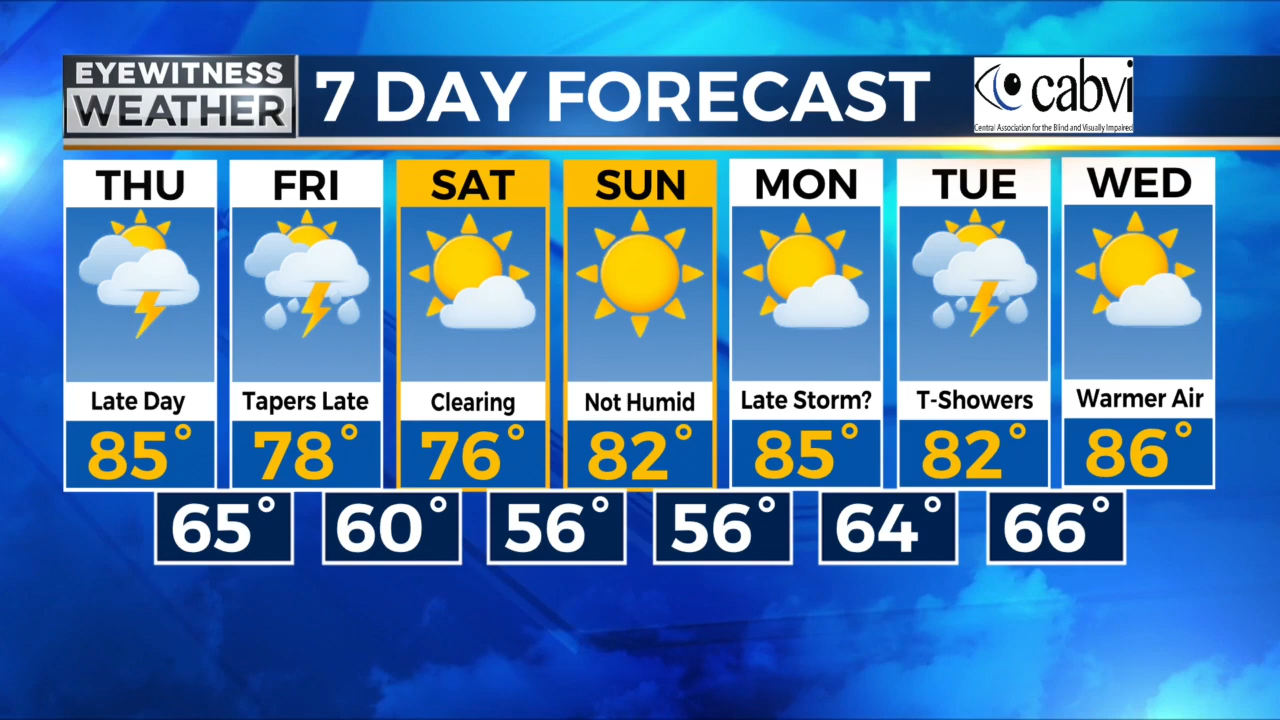 EYEWITNESS
WEATHER
7 DAY FORECAST
cabvi
Central Association for the Blind and Visually Impaired
THU FRI SAT SUN MON TUE WED
Late Day Tapers Late Clearing Not Humid Late Storm? T-Showers Warmer Air
85° 78° 76° 82° 85° 82° 86°
65° 60° 56° 56° 64° 66°